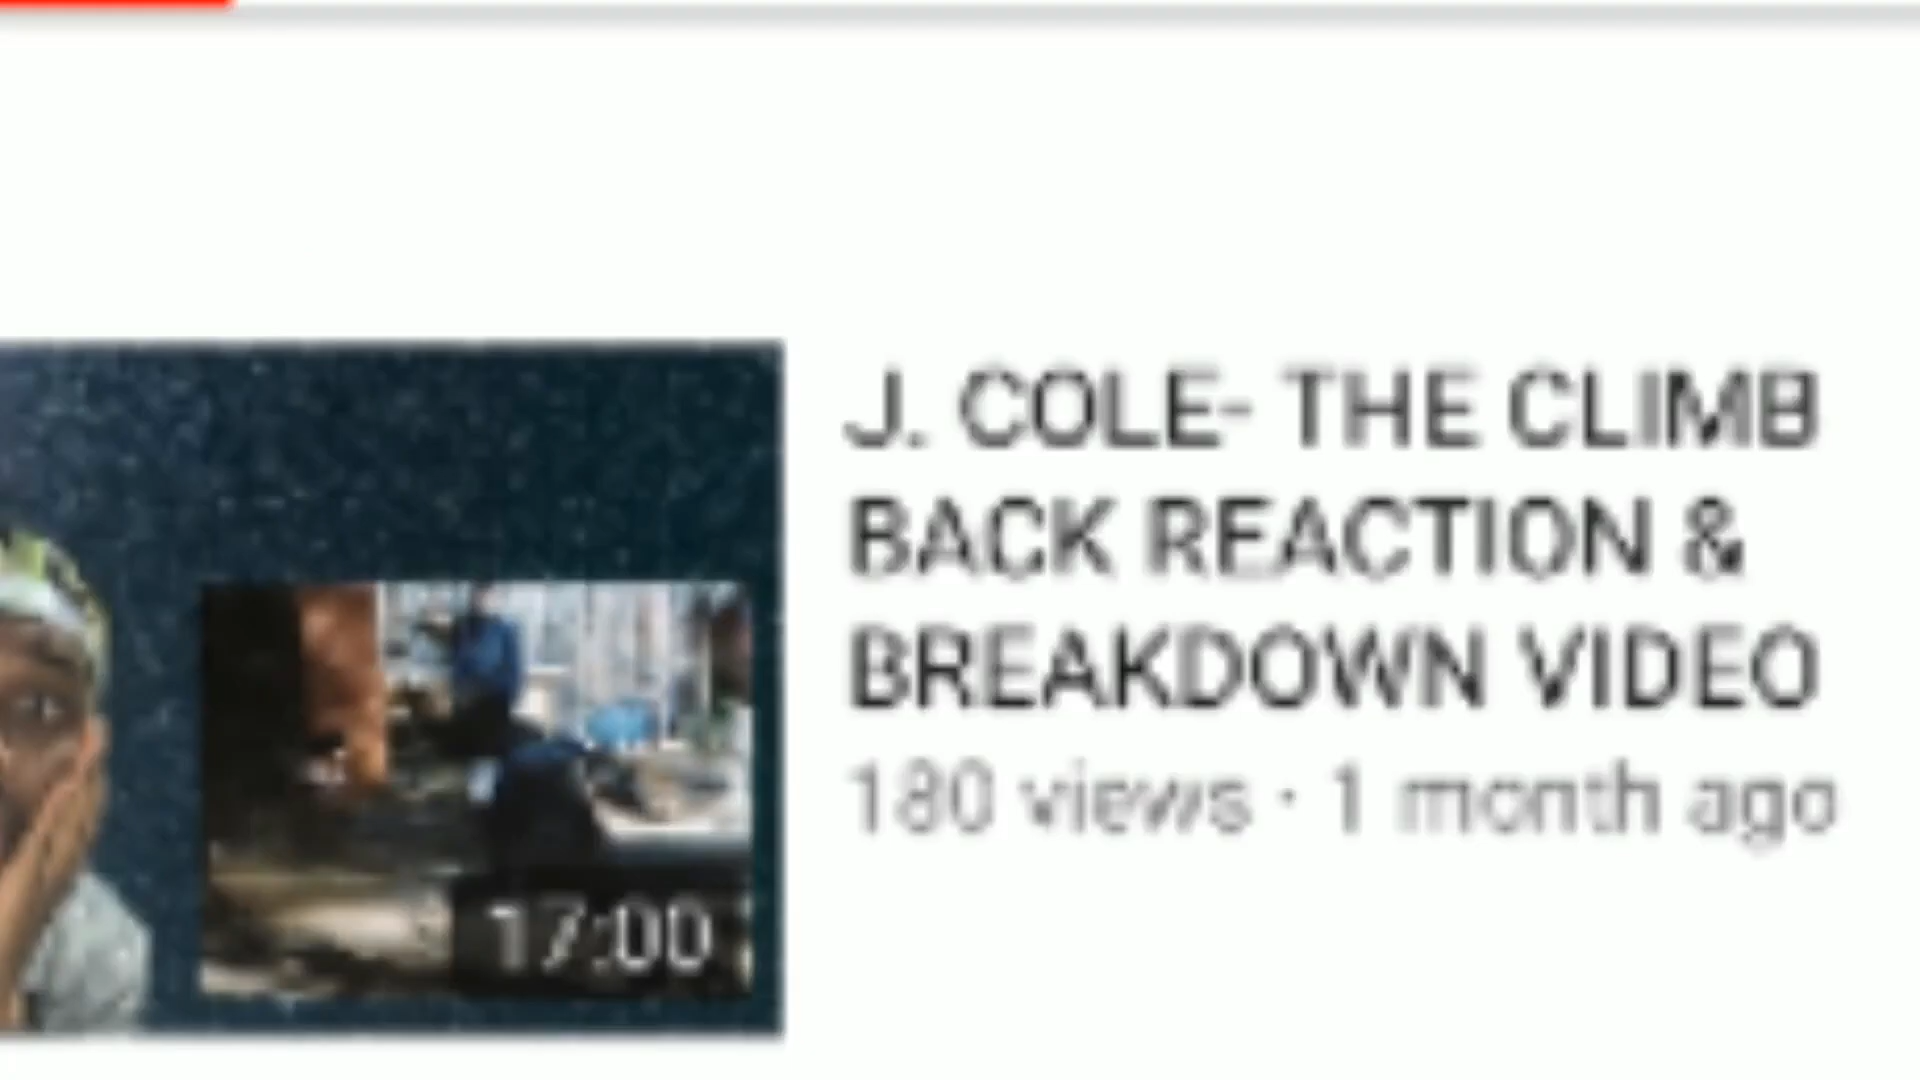 J. COLE- THE CLIMB
BACK REACTION &
BREAKDOWN VIDEO
180 views · 1 month ago
17:00